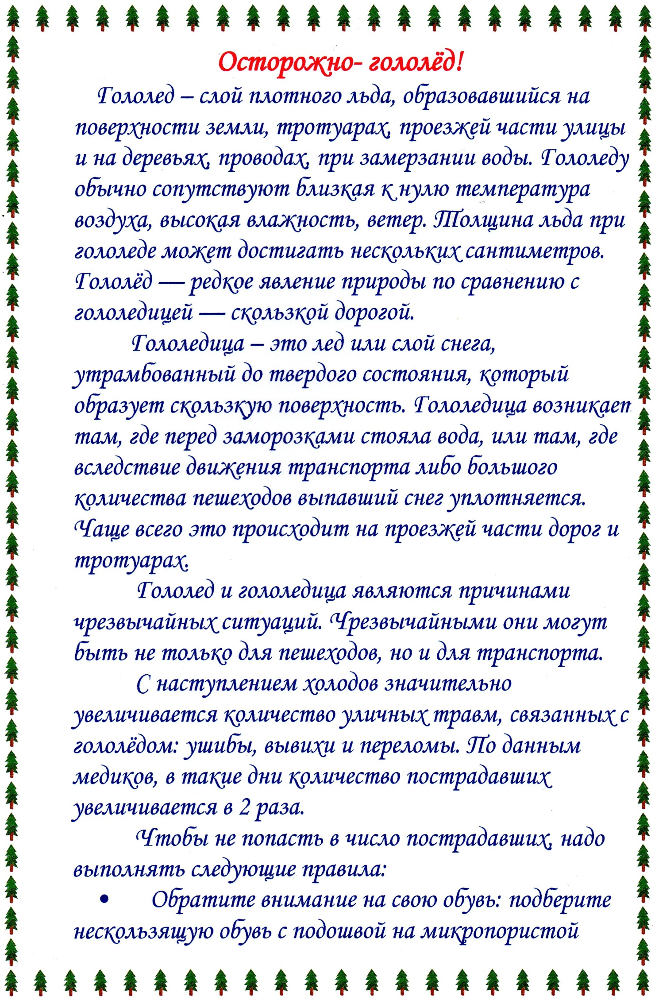 Осторожно- гололёд!
Гололед – слой плотного льда, образовавшийся на
поверхности земли, тротуарах, проезжей части улицы
и на деревьях, проводах, при замерзании воды. Гололеду
обычно сопутствуют близкая к нулю температура
воздуха, высокая влажность, ветер. Толщина льда при
гололеде может достигать нескольких сантиметров.
Гололёд — редкое явление природы по сравнению с
гололедицей — скользкой дорогой.
Гололедица – это лед или слой снега,
утрамбованный до твердого состояния, который
образует скользкую поверхность. Гололедица возникает
там, где перед заморозками стояла вода, или там, где
вследствие движения транспорта либо большого
количества пешеходов выпавший снег уплотняется.
Чаще всего это происходит на проезжей части дорог и
тротуарах.
Гололед и гололедица являются причинами
чрезвычайных ситуаций. Чрезвычайными они могут
быть не только для пешеходов, но и для транспорта.
С наступлением холодов значительно
увеличивается количество уличных травм, связанных с
гололёдом: ушибы, вывихи и переломы. По данным
медиков, в такие дни количество пострадавших
увеличивается в 2 раза.
Чтобы не попасть в число пострадавших, надо
выполнять следующие правила:
• Обратите внимание на свою обувь: подберите
нескользящую обувь с подошвой на микропористой